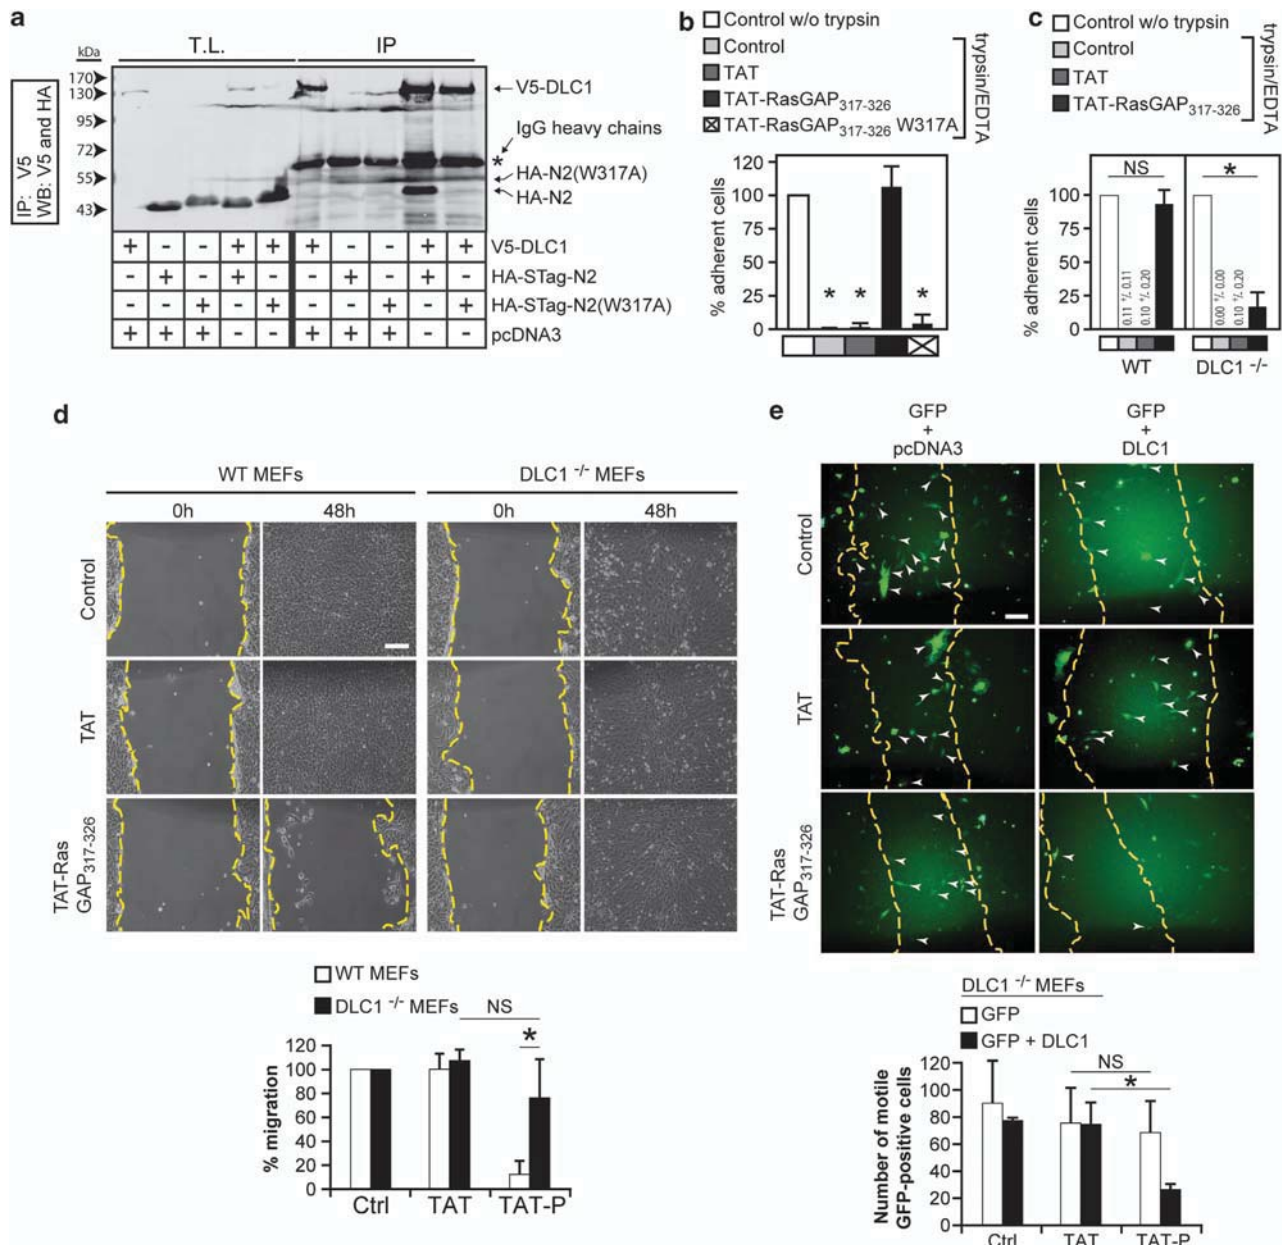 a
T.L. IP
kDa
170
130
95
72
55
43
IP: V5
WB: V5 and HA
V5-DLC1
IgG heavy chains
*
HA-N2(W317A)
HA-N2
+ - - + + + - - + + V5-DLC1
- + - + - - + - + - HA-STag-N2
- - + - + - - + - + HA-STag-N2(W317A)
+ + + - - + + + - - pcDNA3
b
Control w/o trypsin
Control
TAT
TAT-RasGAP317-326
TAT-RasGAP317-326 W317A
trypsin/EDTA
% adherent cells
120
100
75
50
25
0
* * *
c
Control w/o trypsin
Control
TAT
TAT-RasGAP317-326
trypsin/EDTA
% adherent cells
100
75
50
25
0
NS *
0.11 +/- 0.11
0.10 +/- 0.20
0.00 +/- 0.00
0.10 +/- 0.20
WT DLC1 -/-
d
WT MEFs DLC1 -/- MEFs
0h 48h 0h 48h
Control
TAT
TAT-Ras
GAP317-326
WT MEFs
DLC1 -/- MEFs
NS
*
% migration
120
100
80
60
40
20
0
Ctrl TAT TAT-P
e
GFP
+
pcDNA3
GFP
+
DLC1
Control
TAT
TAT-Ras
GAP317-326
DLC1 -/- MEFs
GFP
GFP + DLC1
NS
*
Number of motile
GFP-positive cells
120
100
80
60
40
20
0
Ctrl TAT TAT-P